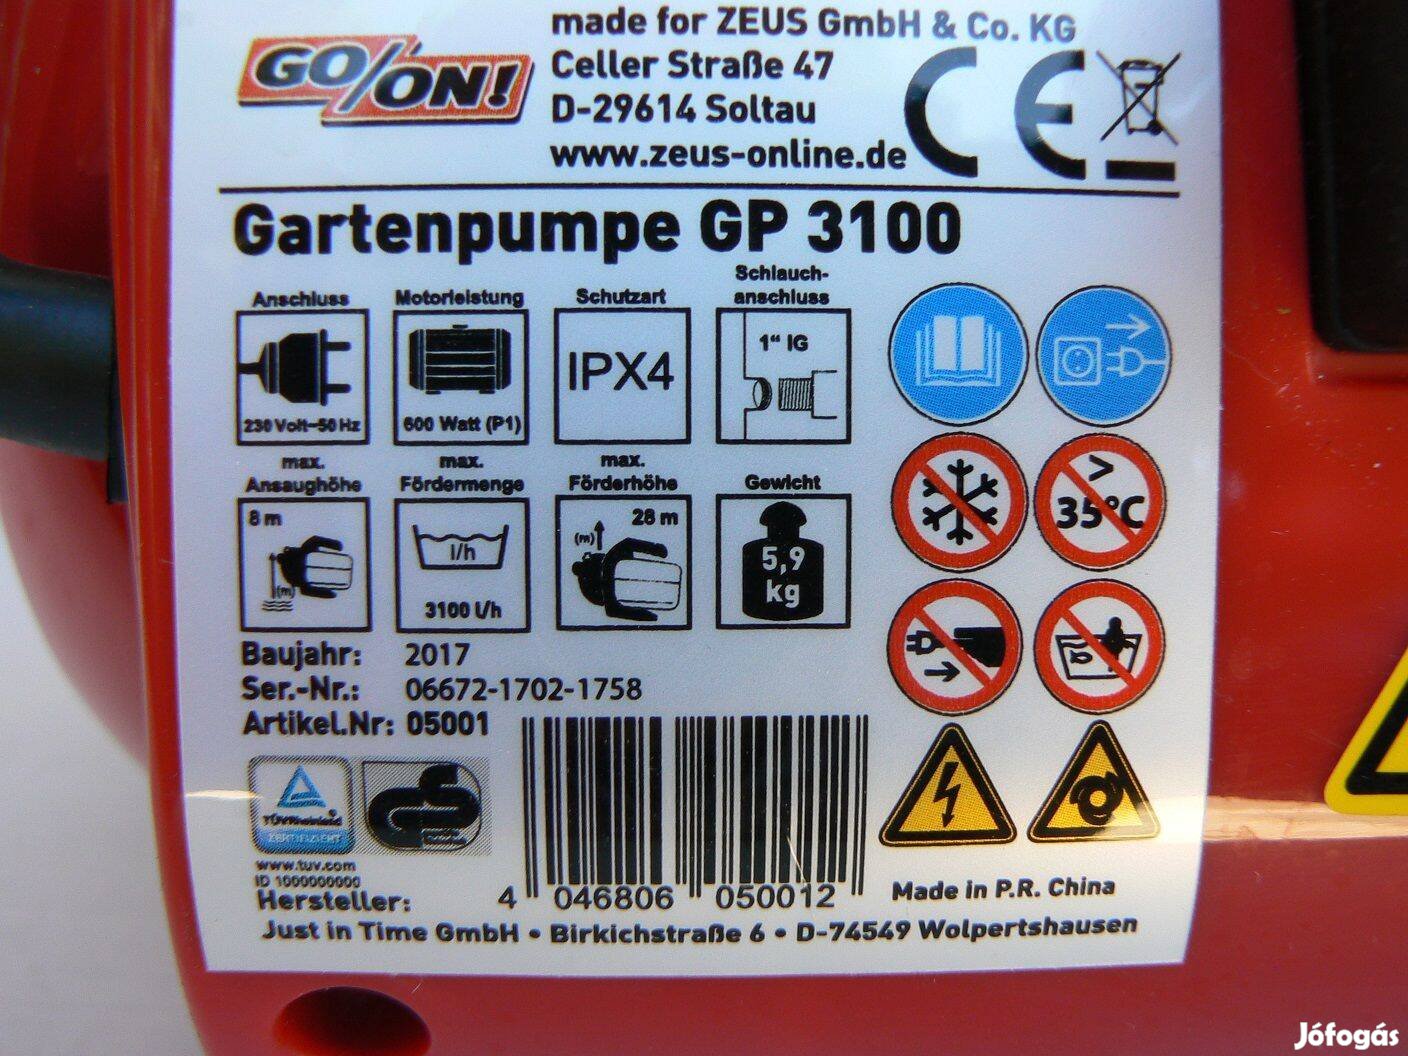 GO/ON!
made for ZEUS GmbH & Co. KG
Celler Straße 47
D-29614 Soltau
www.zeus-online.de
CE
Gartenpumpe GP 3100
Anschluss
230 Volt~50 Hz
Motorleistung
600 Watt (P1)
Schutzart
IPX4
Schlauch-
anschluss
1" IG
max.
Ansaughöhe
8 m
(m)
max.
Fördermenge
l/h
3100 l/h
max.
Förderhöhe
28 m
(m)
Gewicht
5,9
kg
>
35°C
Baujahr: 2017
Ser.-Nr.: 06672-1702-1758
Artikel.Nr: 05001
TÜVRheinland
ZERTIFIZIERT
GS
www.tuv.com
ID 1000000000
4 046806 050012
Made in P.R. China
Hersteller:
Just in Time GmbH • Birkichstraße 6 • D-74549 Wolpertshausen
Jófogás